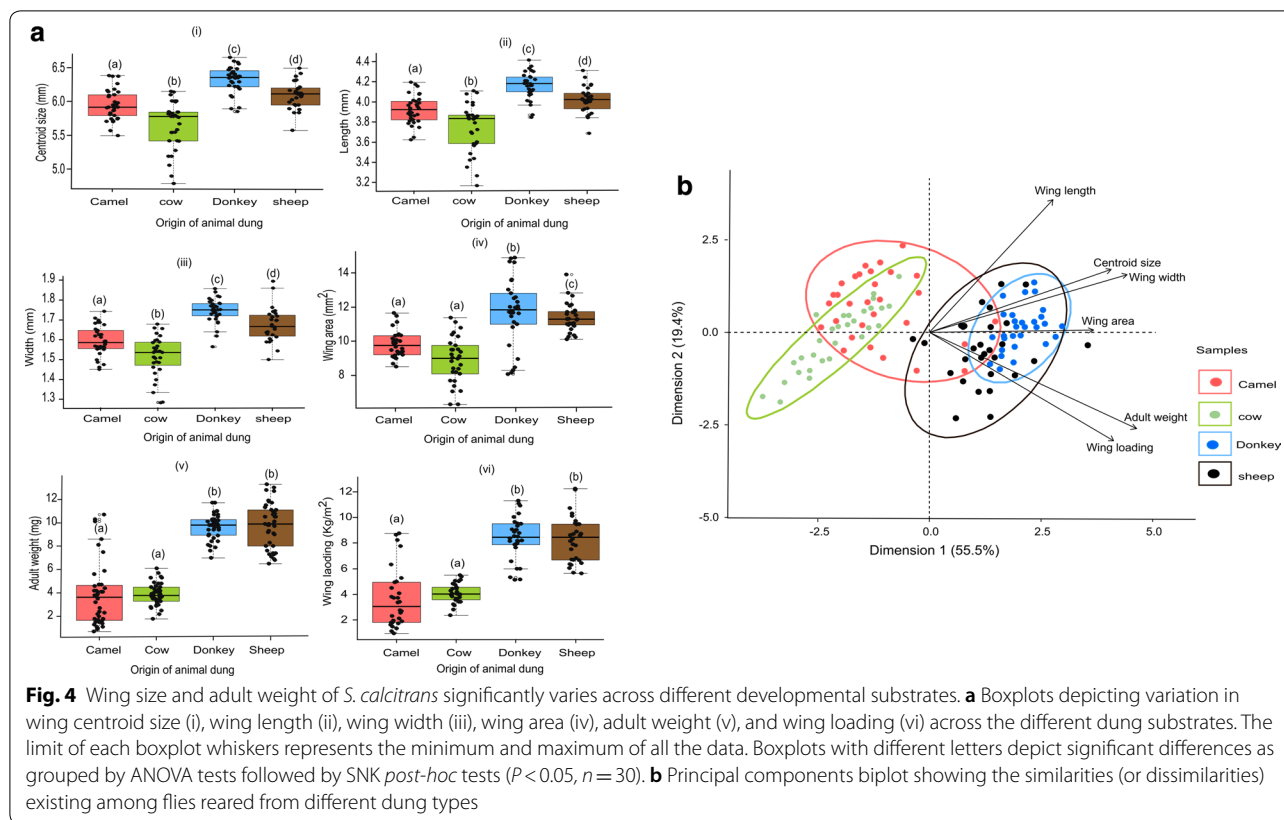 a
(i)
(a)
(b)
(c)
(d)
6.5
6.0
5.5
5.0
Centroid size (mm)
Camel
cow
Donkey
sheep
Origin of animal dung
(ii)
(a)
(b)
(c)
(d)
4.4
4.2
4.0
3.8
3.6
3.4
3.2
Length (mm)
Camel
cow
Donkey
sheep
Origin of animal dung
(iii)
(a)
(b)
(c)
(d)
1.9
1.8
1.7
1.6
1.5
1.4
1.3
Width (mm)
Camel
cow
Donkey
sheep
Origin of animal dung
(iv)
(a)
(a)
(b)
(c)
14
12
10
8
Wing area (mm²)
Camel
cow
Donkey
sheep
Origin of animal dung
(v)
(a)
(a)
(b)
(b)
12
10
8
6
4
2
Adult weight (mg)
Camel
Cow
Donkey
Sheep
Origin of animal dung
(vi)
(a)
(a)
(b)
(b)
12
10
8
6
4
2
Wing laoding (Kg/m²)
Camel
Cow
Donkey
Sheep
Origin of animal dung
b
Wing length
Centroid size
Wing width
Wing area
Adult weight
Wing loading
2.5
0.0
-2.5
-5.0
Dimension 2 (19.4%)
-2.5
0.0
2.5
5.0
Dimension 1 (55.5%)
Samples
Camel
cow
Donkey
sheep
Fig. 4 Wing size and adult weight of S. calcitrans significantly varies across different developmental substrates. a Boxplots depicting variation in
wing centroid size (i), wing length (ii), wing width (iii), wing area (iv), adult weight (v), and wing loading (vi) across the different dung substrates. The
limit of each boxplot whiskers represents the minimum and maximum of all the data. Boxplots with different letters depict significant differences as
grouped by ANOVA tests followed by SNK post-hoc tests (P < 0.05, n = 30). b Principal components biplot showing the similarities (or dissimilarities)
existing among flies reared from different dung types